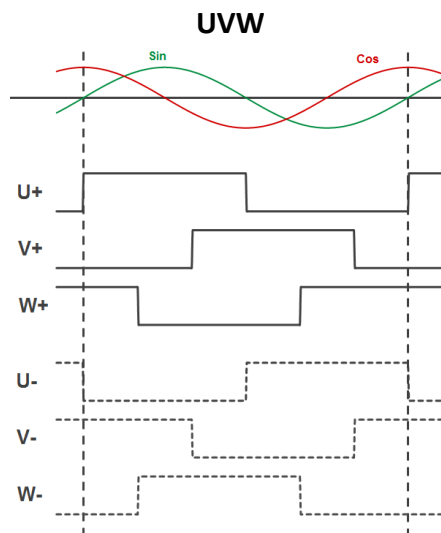 UVW
Sin
Cos
U+
V+
W+
U-
V-
W-